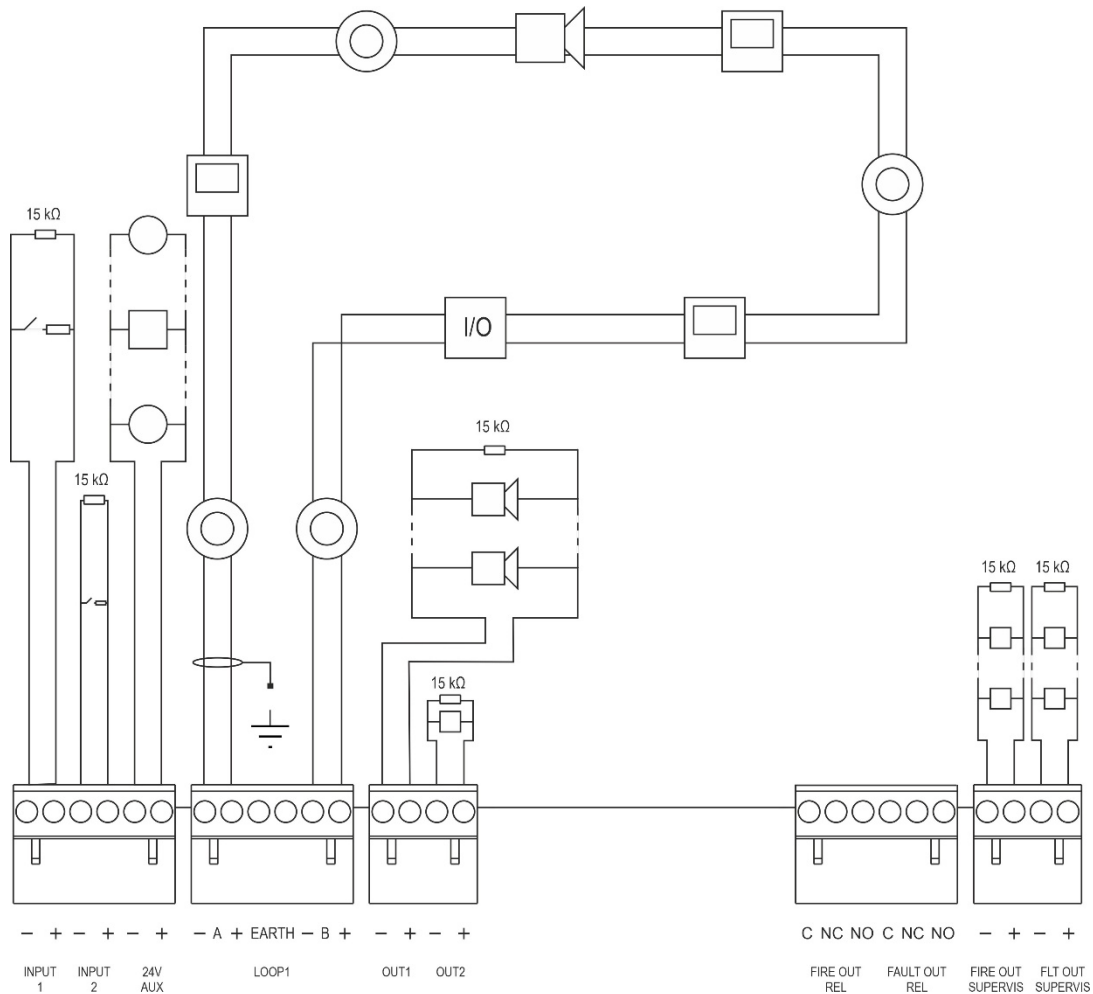 15 kΩ
I/O
15 kΩ
15 kΩ
15 kΩ 15 kΩ
15 kΩ
− + − + − + − A + EARTH − B + − + − + C NC NO C NC NO − + − +
INPUT 1
INPUT 2
24V AUX
LOOP1
OUT1
OUT2
FIRE OUT REL
FAULT OUT REL
FIRE OUT SUPERVIS
FLT OUT SUPERVIS